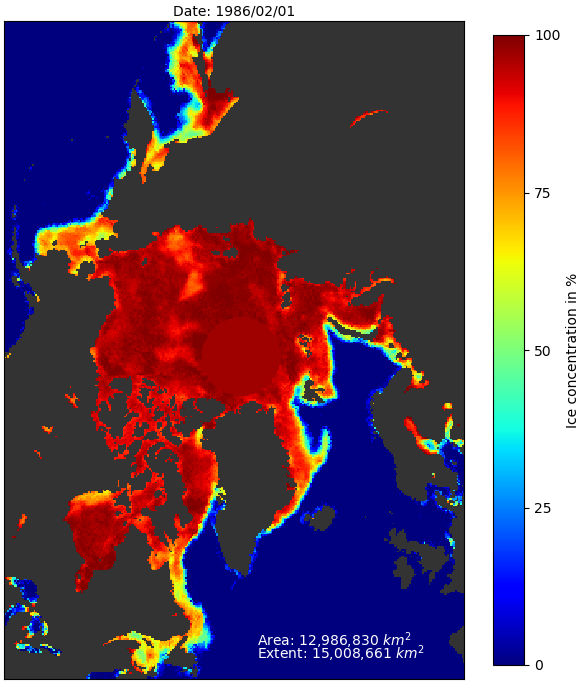 Date: 1986/02/01
100
75
50
25
0
Ice concentration in %
Area: 12,986,830 km²
Extent: 15,008,661 km²